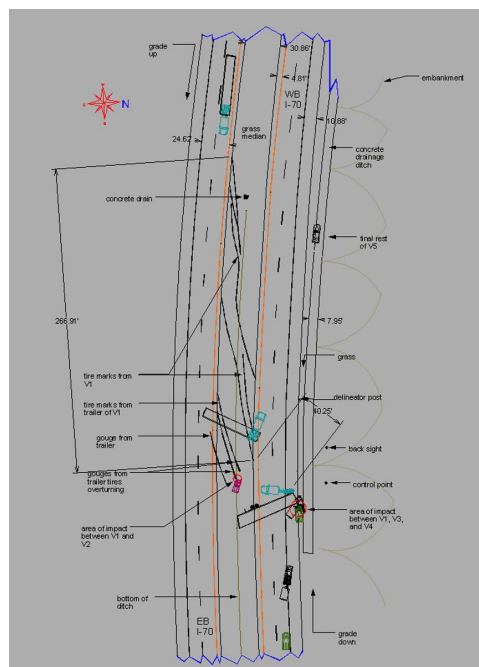 grade
up
30.86'
4.81'
WB
I-70
embankment
N
10.88'
24.62'
grass
median
concrete
drainage
ditch
concrete drain
final rest
of V5
266.91'
7.95'
grass
tire marks from
V1
delineator post
tire marks from
trailer of V1
40.25'
gouge from
trailer
back sight
gouges from
trailer tires
overturning
control point
area of impact
between V1 and
V2
area of impact
between V1, V3,
and V4
bottom of
ditch
EB
I-70
grade
down